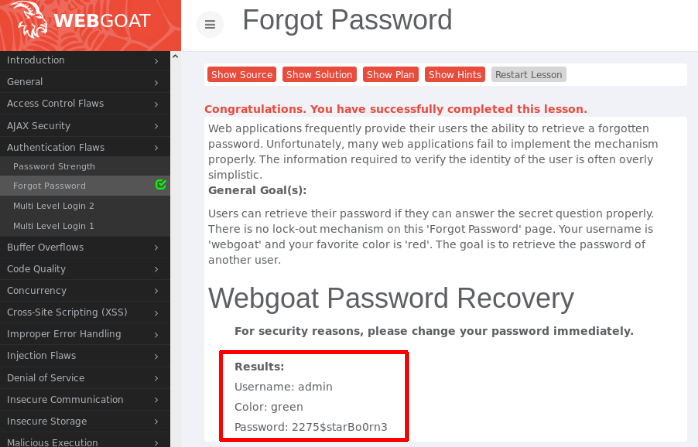 WEBGOAT
Forgot Password
Introduction
General
Access Control Flaws
AJAX Security
Authentication Flaws
Password Strength
Forgot Password
Multi Level Login 2
Multi Level Login 1
Buffer Overflows
Code Quality
Concurrency
Cross-Site Scripting (XSS)
Improper Error Handling
Injection Flaws
Denial of Service
Insecure Communication
Insecure Storage
Malicious Execution
Show Source Show Solution Show Plan Show Hints Restart Lesson
Congratulations. You have successfully completed this lesson.
Web applications frequently provide their users the ability to retrieve a forgotten
password. Unfortunately, many web applications fail to implement the mechanism
properly. The information required to verify the identity of the user is often overly
simplistic.
General Goal(s):
Users can retrieve their password if they can answer the secret question properly.
There is no lock-out mechanism on this 'Forgot Password' page. Your username is
'webgoat' and your favorite color is 'red'. The goal is to retrieve the password of
another user.
Webgoat Password Recovery
For security reasons, please change your password immediately.
Results:
Username: admin
Color: green
Password: 2275$starBo0rn3